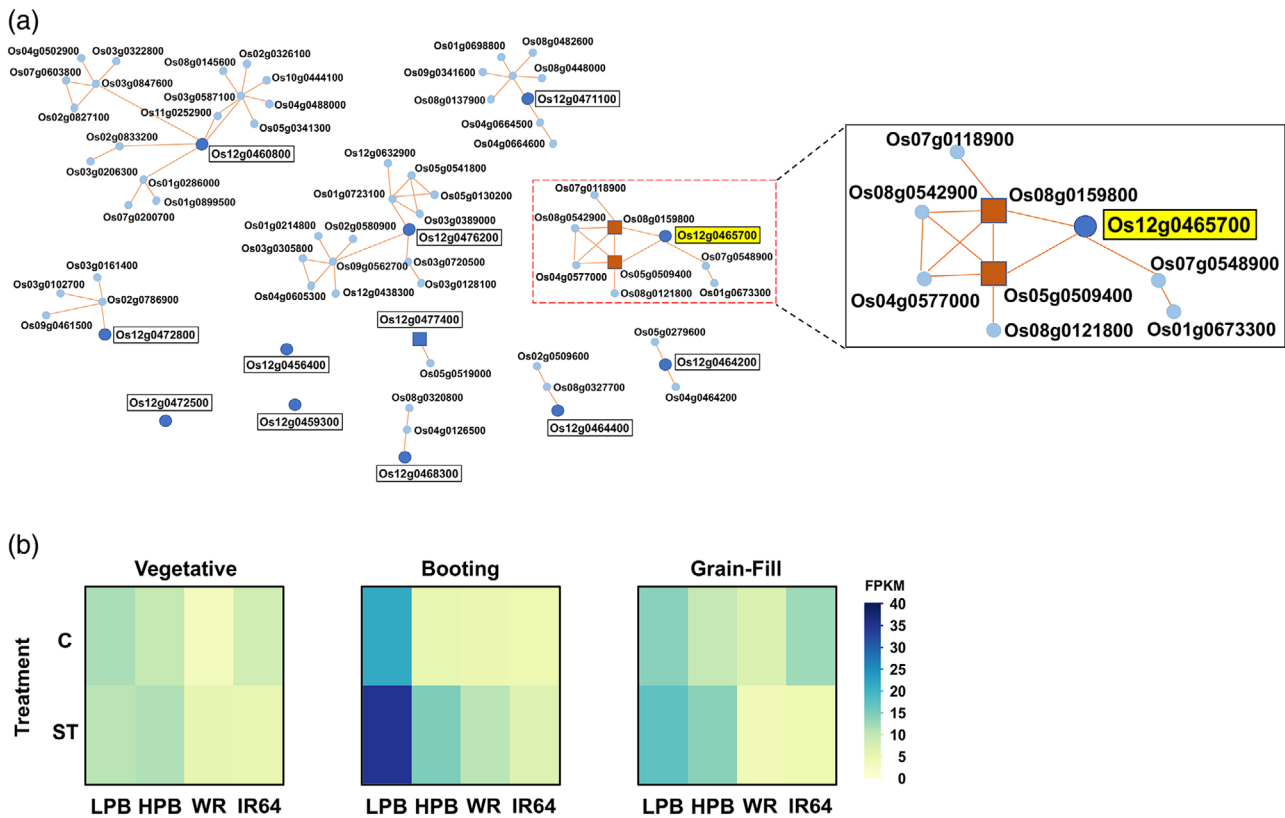 (a)
Os04g0502900
Os03g0322800
Os07g0603800
Os03g0847600
Os02g0827100
Os08g0145600
Os02g0326100
Os10g0444100
Os03g0587100
Os04g0488000
Os11g0252900
Os05g0341300
Os02g0833200
Os12g0460800
Os03g0206300
Os01g0286000
Os01g0899500
Os07g0200700
Os01g0698800
Os08g0482600
Os09g0341600
Os08g0448000
Os08g0137900
Os12g0471100
Os04g0664500
Os04g0664600
Os12g0632900
Os05g0541800
Os01g0723100
Os05g0130200
Os03g0389000
Os12g0476200
Os01g0214800
Os02g0580900
Os03g0305800
Os09g0562700
Os03g0720500
Os03g0128100
Os04g0605300
Os12g0438300
Os07g0118900
Os08g0542900
Os08g0159800
Os12g0465700
Os07g0548900
Os04g0577000
Os05g0509400
Os01g0673300
Os08g0121800
Os07g0118900
Os08g0542900
Os08g0159800
Os12g0465700
Os07g0548900
Os04g0577000
Os05g0509400
Os01g0673300
Os08g0121800
Os03g0161400
Os03g0102700
Os02g0786900
Os09g0461500
Os12g0472800
Os12g0477400
Os12g0456400
Os05g0519000
Os05g0279600
Os02g0509600
Os12g0464200
Os08g0327700
Os04g0464200
Os12g0472500
Os12g0459300
Os08g0320800
Os04g0126500
Os12g0464400
Os12g0468300
(b)
Vegetative
Booting
Grain-Fill
FPKM
40
35
30
25
20
15
10
5
0
Treatment
C
ST
LPB HPB WR IR64
LPB HPB WR IR64
LPB HPB WR IR64